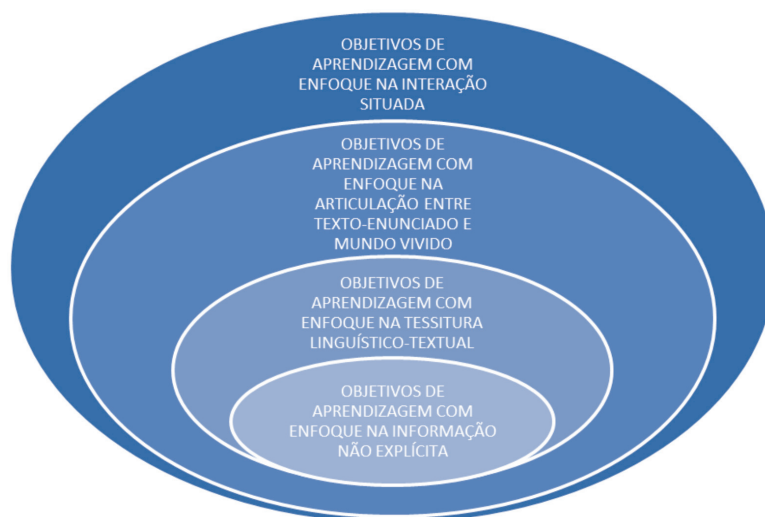 OBJETIVOS DE
APRENDIZAGEM COM
ENFOQUE NA INTERAÇÃO
SITUADA
OBJETIVOS DE
APRENDIZAGEM COM
ENFOQUE NA
ARTICULAÇÃO ENTRE
TEXTO-ENUNCIADO E
MUNDO VIVIDO
OBJETIVOS DE
APRENDIZAGEM COM
ENFOQUE NA TESSITURA
LINGUÍSTICO-TEXTUAL
OBJETIVOS DE
APRENDIZAGEM COM
ENFOQUE NA INFORMAÇÃO
NÃO EXPLÍCITA